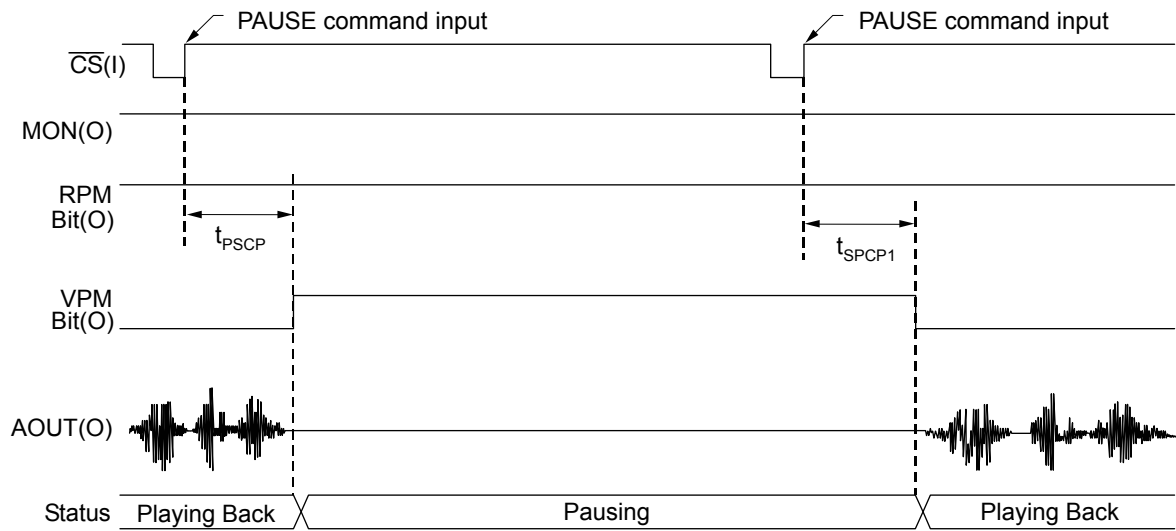 PAUSE command input
PAUSE command input
CS(I)
MON(O)
RPM
Bit(O)
tPSCP
tSPCP1
VPM
Bit(O)
AOUT(O)
Status
Playing Back
Pausing
Playing Back